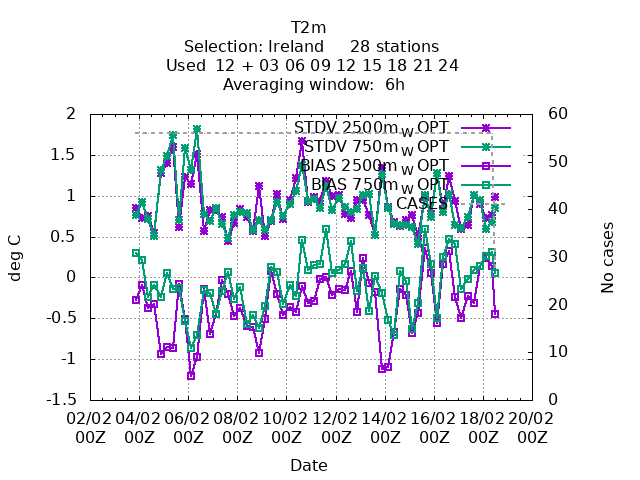 T2m
Selection: Ireland 28 stations
Used 12 + 03 06 09 12 15 18 21 24
Averaging window: 6h
2
1.5
1
0.5
0
-0.5
-1
-1.5
deg C
60
50
40
30
20
10
0
No cases
STDV 2500m_W OPT
STDV 750m_W OPT
BIAS 2500m_W OPT
BIAS 750m_W OPT
CASES
02/02 04/02 06/02 08/02 10/02 12/02 14/02 16/02 18/02 20/02
00Z 00Z 00Z 00Z 00Z 00Z 00Z 00Z 00Z 00Z
Date